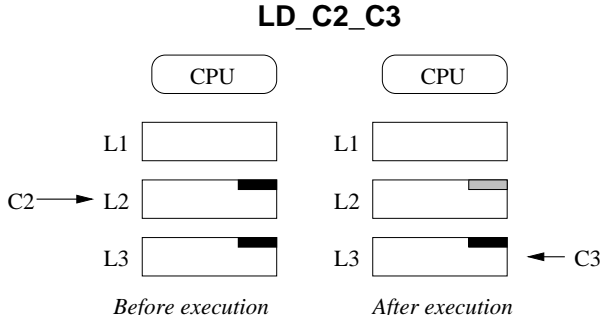 LD_C2_C3
CPU CPU
L1 L1
C2 L2 L2
L3 L3 C3
Before execution After execution